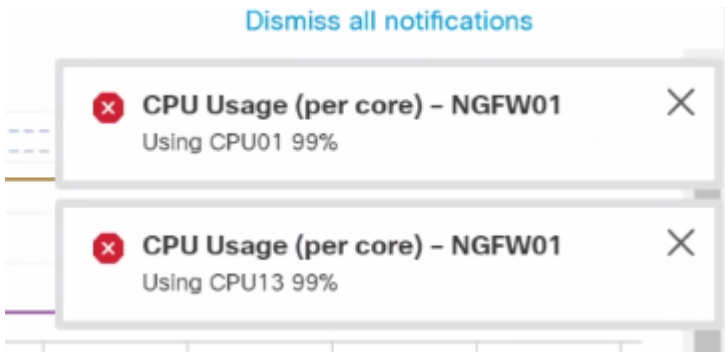 Dismiss all notifications
CPU Usage (per core) – NGFW01
Using CPU01 99%
CPU Usage (per core) – NGFW01
Using CPU13 99%